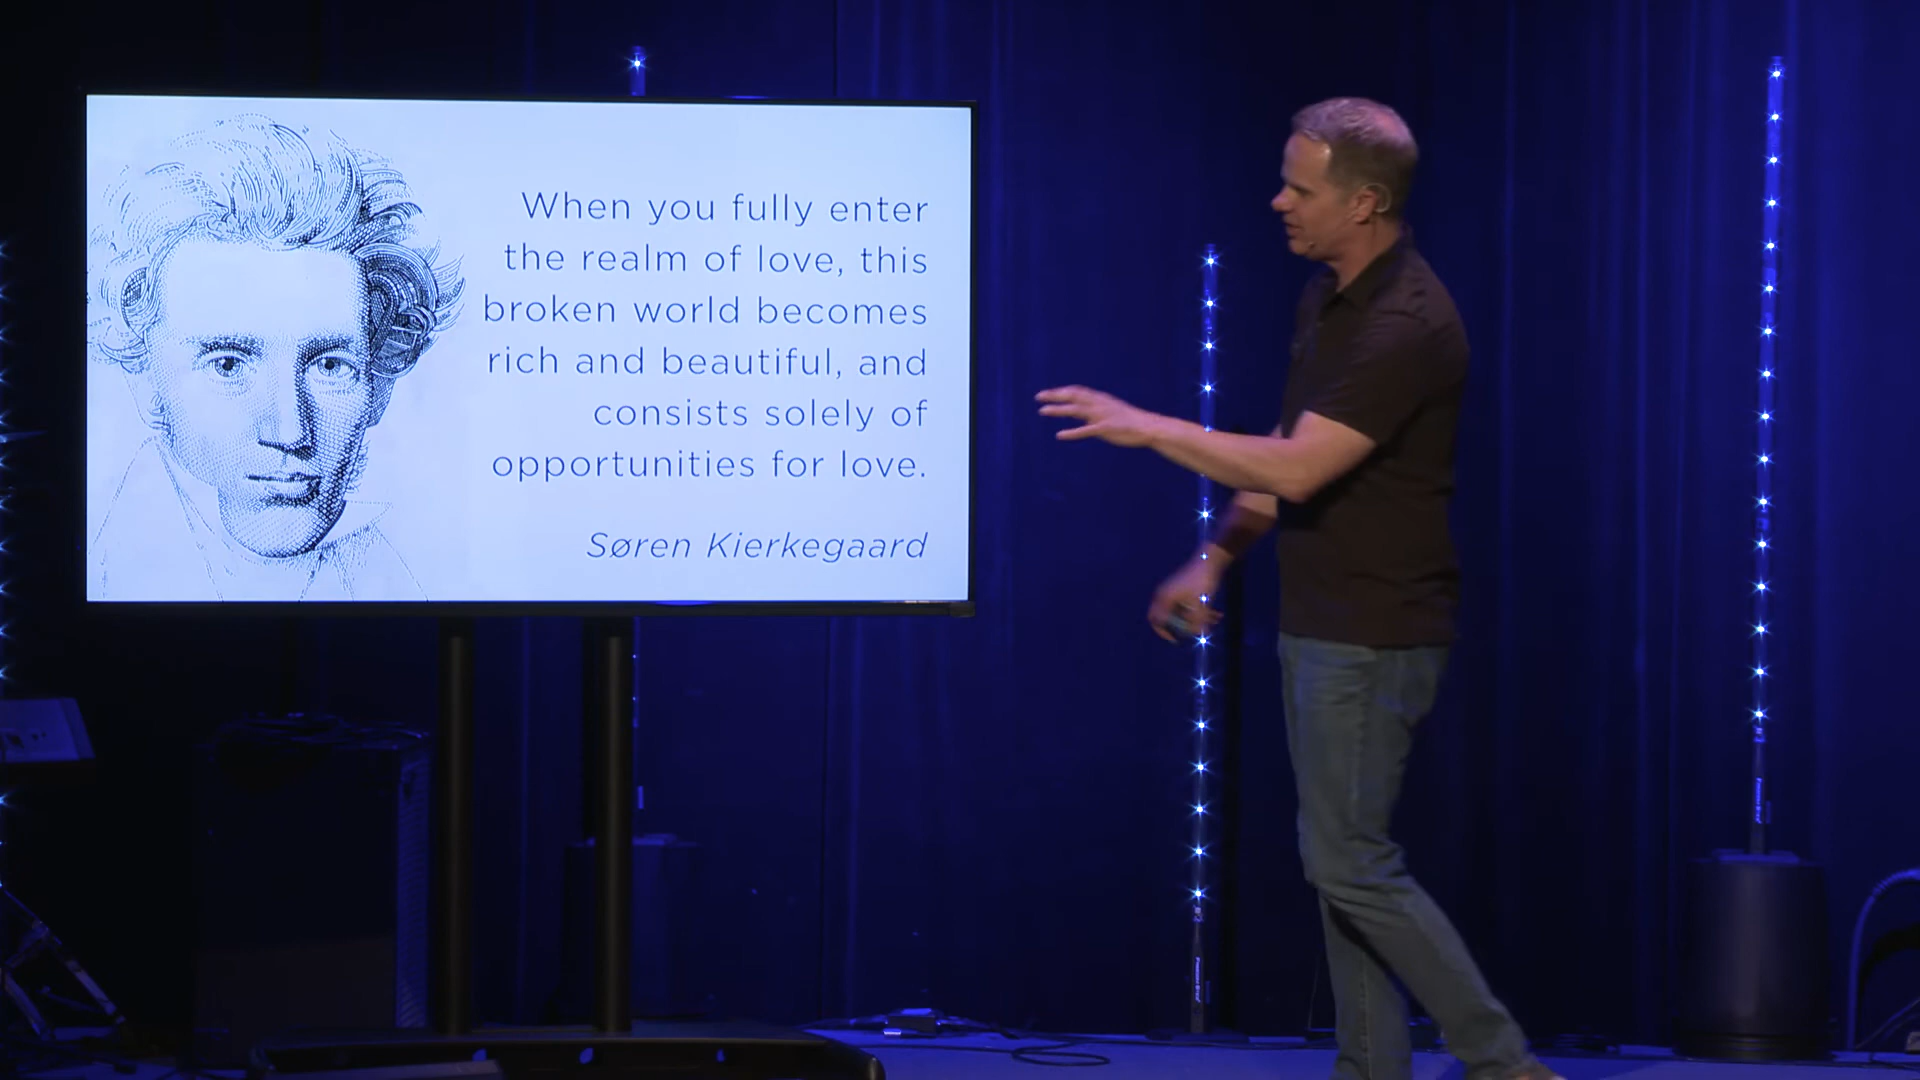 When you fully enter
the realm of love, this
broken world becomes
rich and beautiful, and
consists solely of
opportunities for love.
Søren Kierkegaard